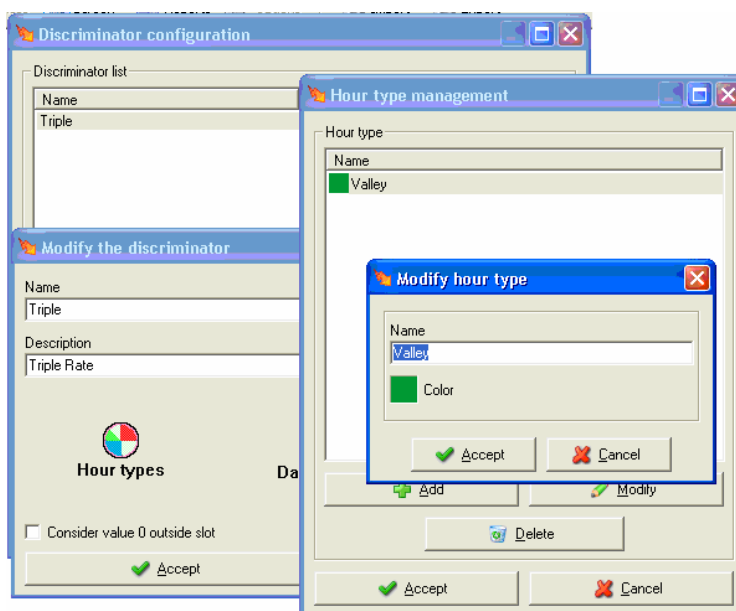 Discriminator configuration
Discriminator list
Name
Triple
Modify the discriminator
Name
Triple
Description
Triple Rate
Hour types
Da
Consider value 0 outside slot
Accept
Hour type management
Hour type
Name
Valley
Modify hour type
Name
Valley
Color
Accept Cancel
Add Modify
Delete
Accept Cancel